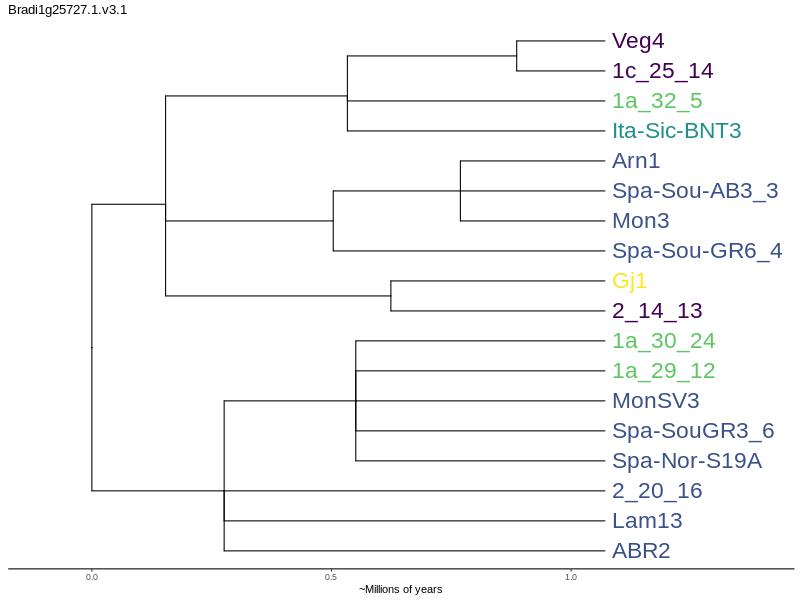 Bradi1g25727.1.v3.1
Veg4
1c_25_14
1a_32_5
Ita-Sic-BNT3
Arn1
Spa-Sou-AB3_3
Mon3
Spa-Sou-GR6_4
Gj1
2_14_13
1a_30_24
1a_29_12
MonSV3
Spa-SouGR3_6
Spa-Nor-S19A
2_20_16
Lam13
ABR2
0.0 0.5 1.0
~Millions of years